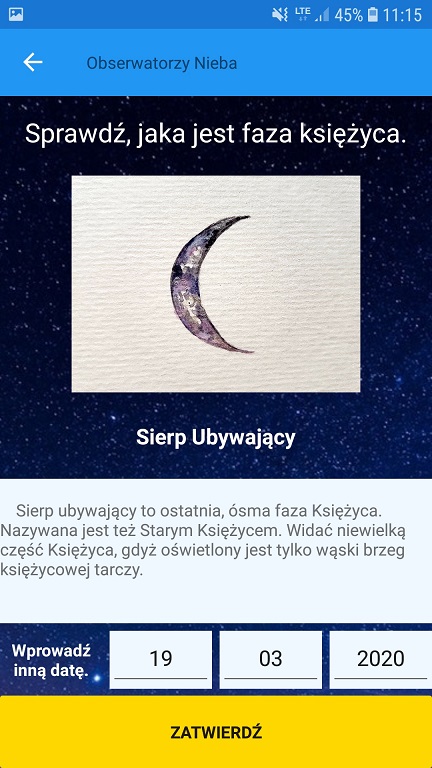 LTE 45% 11:15
Obserwatorzy Nieba
Sprawdź, jaka jest faza księżyca.
Sierp Ubywający
Sierp ubywający to ostatnia, ósma faza Księżyca.
Nazywana jest też Starym Księżycem. Widać niewielką
część Księżyca, gdyż oświetlony jest tylko wąski brzeg
księżycowej tarczy.
Wprowadź
inną datę.
19 03 2020
ZATWIERDŹ